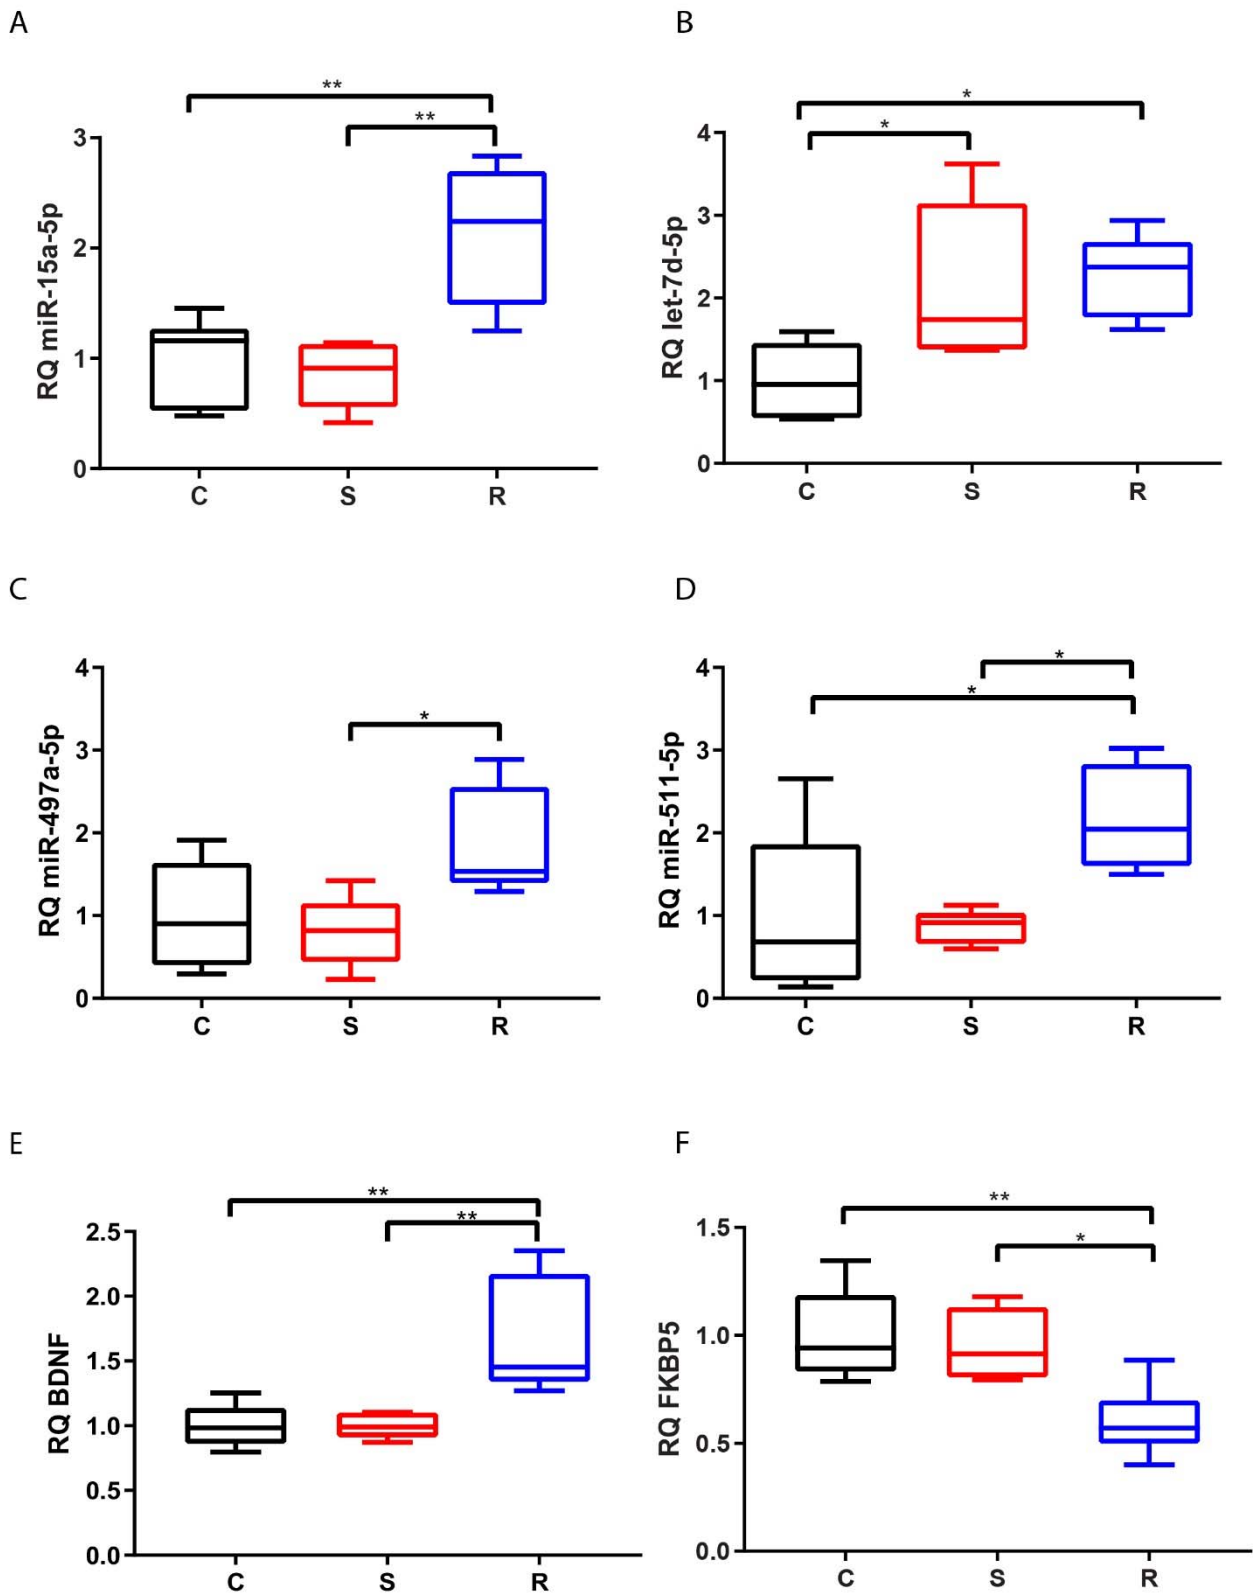 A
**
**
3
2
1
0
RQ miR-15a-5p
C S R
B
*
*
4
3
2
1
0
RQ let-7d-5p
C S R
C
*
4
3
2
1
0
RQ miR-497a-5p
C S R
D
*
*
4
3
2
1
0
RQ miR-511-5p
C S R
E
**
**
2.5
2.0
1.5
1.0
0.5
0.0
RQ BDNF
C S R
F
**
*
1.5
1.0
0.5
0.0
RQ FKBP5
C S R